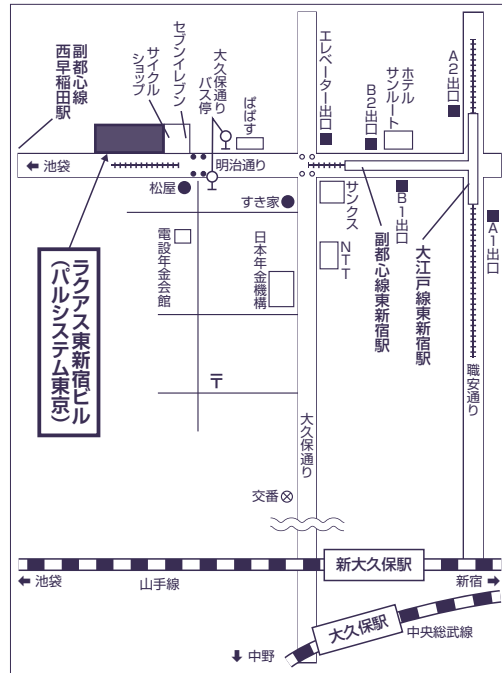 副都心線
西早稲田駅
サイクル
ショップ
セブンイレブン
大久保通り
バス停
ぱぱす
エレベーター出口
B2出口
ホテル
サンルート
A2出口
← 池袋
明治通り
松屋
すき家
サンクス
NTT
副都心線東新宿駅
B1出口
大江戸線東新宿駅
A1出口
電設年金会館
日本年金機構
ラクアス東新宿ビル
(パルシステム東京)
〒
大久保通り
職安通り
交番
新大久保駅
← 池袋
山手線
新宿 →
大久保駅
中央総武線
↓ 中野